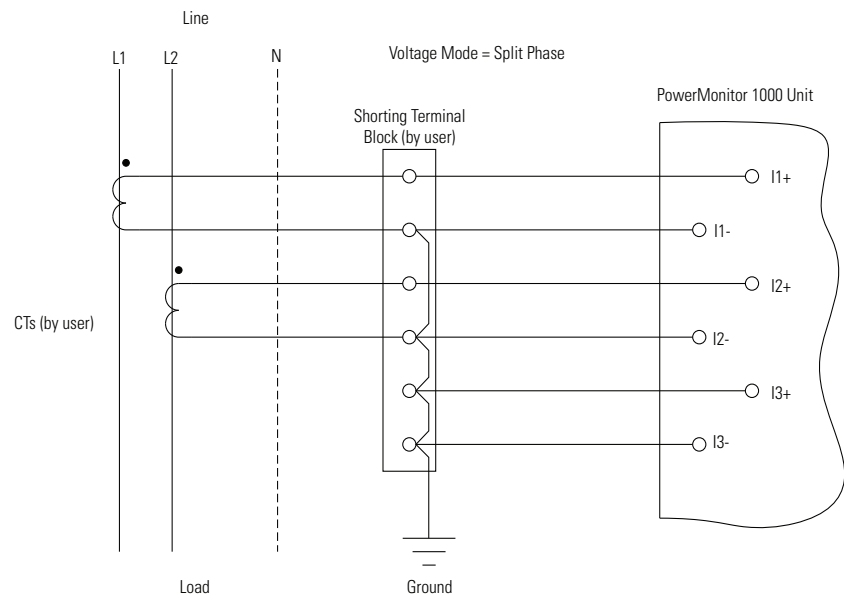 Line
L1
L2
N
Voltage Mode = Split Phase
PowerMonitor 1000 Unit
Shorting Terminal
Block (by user)
I1+
I1-
I2+
CTs (by user)
I2-
I3+
I3-
Load
Ground